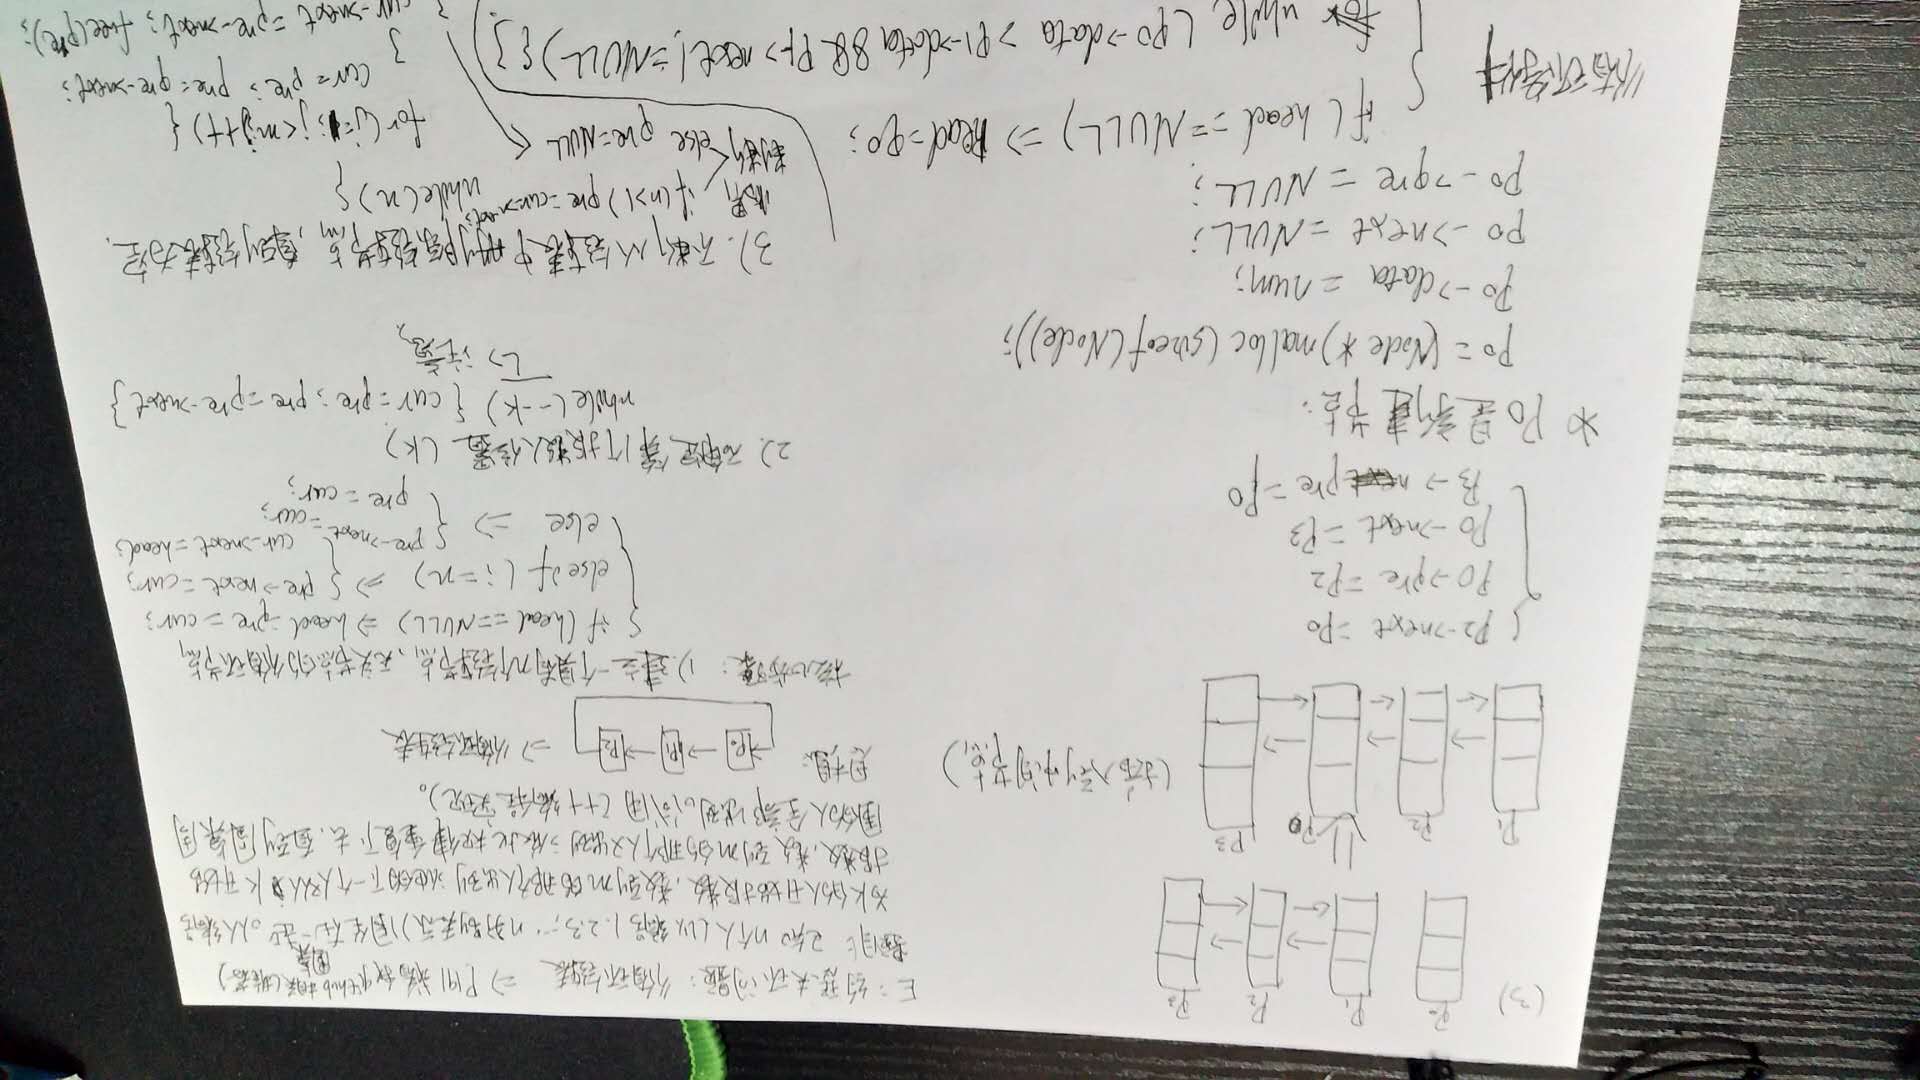 (3)
P0 P1 P2 P3
P1 P2 P0 P3
(插入到中间节点)
P2->next = P0
P0->pre = P2
P0->next = P3
P3->pre = P0
* P0是新建节点:
P0 = (Node *)malloc(sizeof(Node));
P0->data = num;
P0->next = NULL;
P0->pre = NULL;
循环条件
if(head==NULL) => head=p0;
while (P0->data > P1->data && P1->next!=NULL){ }
E: 约瑟夫环问题: 循环链表 => P191 或看我github相关(推荐)
题目: 已知n个人(以编号1.2.3,…n分别表示)围坐在圆桌一起。从编号
为K的人开始报数,数到m的那个人出列;他的下一个人又从K开始
报数,数到m的那个人又出列;依此规律重复下去,直到圆桌周
围的人全部出列。试用C++编程实现)。
思想: ->P0->P1->P2 => 循环链表
核心步骤: 1).建立一个具有n个链节点、无头节点的循环节点
if(head==NULL) => head=pre=cur;
else if (i=n) => { pre->next=cur;
cur->next=head;
else => { pre->next=cur;
pre=cur;
2).确定第1个报数人位置(K)
while(--k) { cur=pre; pre=pre->next }
注意
3).不断从链表中删除链节点,直到链表为空.
临界判断
if(n>1) pre=cur->next;
else pre=NULL
while(n){
for(j=1; j<m;j++){
cur=pre; pre=pre->next;
}
cur->next=pre->next; free(pre);